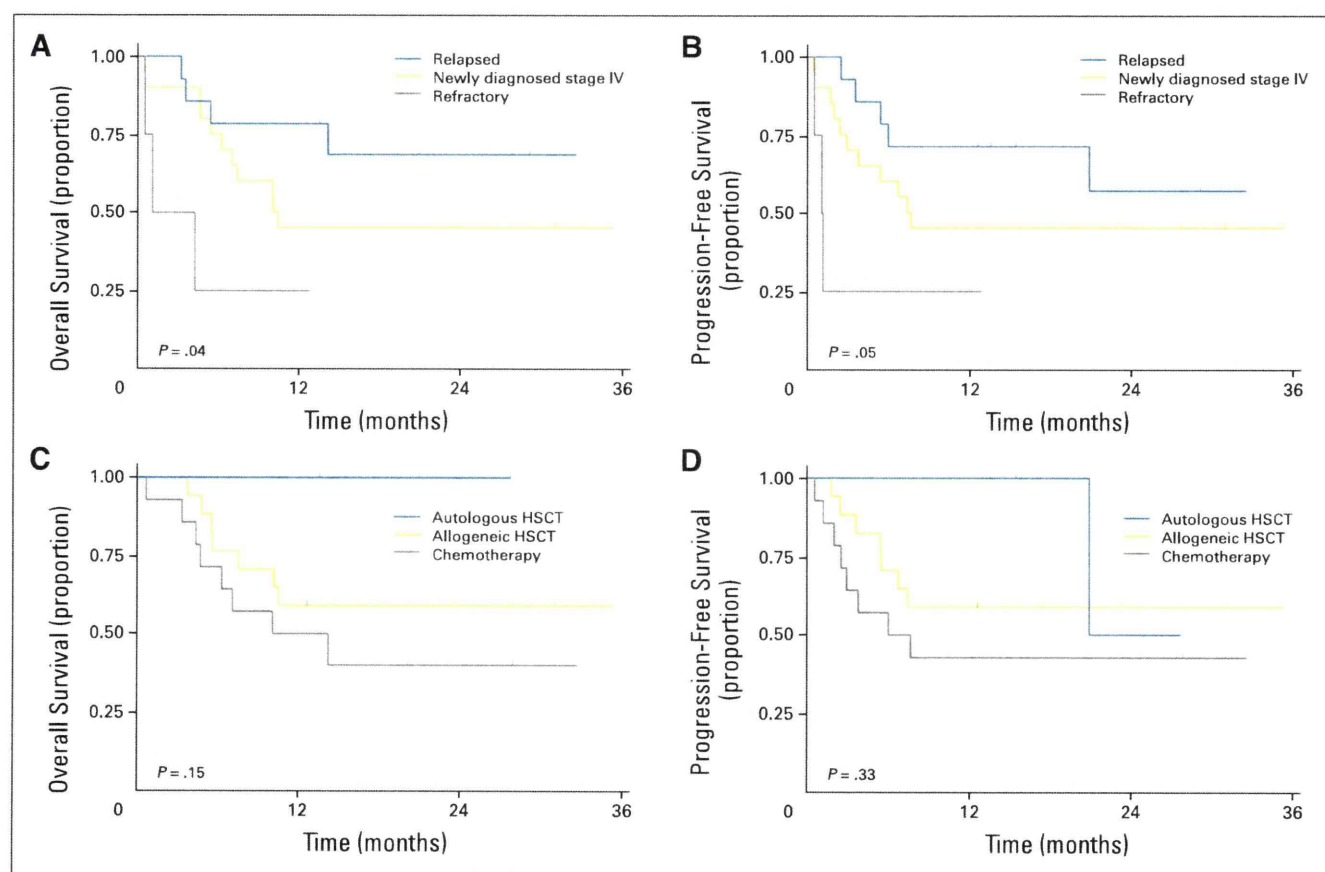 A
Overall Survival (proportion)
1.00
0.75
0.50
0.25
0
Relapsed
Newly diagnosed stage IV
Refractory
P = .04
12
24
36
Time (months)
B
Progression-Free Survival
(proportion)
1.00
0.75
0.50
0.25
0
Relapsed
Newly diagnosed stage IV
Refractory
P = .05
12
24
36
Time (months)
C
Overall Survival (proportion)
1.00
0.75
0.50
0.25
0
Autologous HSCT
Allogeneic HSCT
Chemotherapy
P = .15
12
24
36
Time (months)
D
Progression-Free Survival
(proportion)
1.00
0.75
0.50
0.25
0
Autologous HSCT
Allogeneic HSCT
Chemotherapy
P = .33
12
24
36
Time (months)